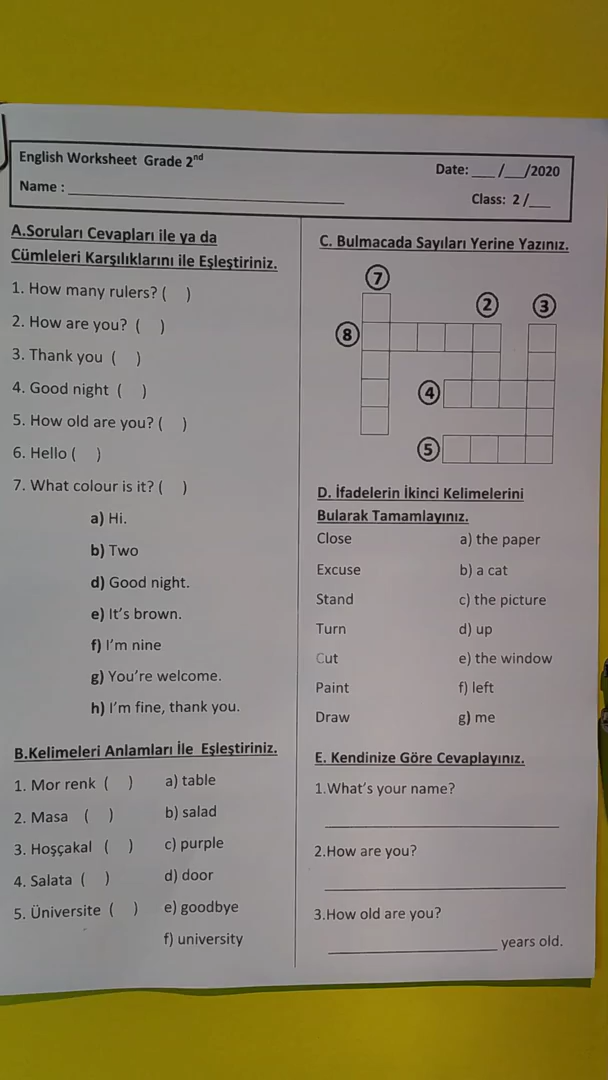 English Worksheet Grade 2nd
Date: ___ /___/2020
Name : ______________________________
Class: 2 /___
A.Soruları Cevapları ile ya da
Cümleleri Karşılıklarını ile Eşleştiriniz.
1. How many rulers? ( )
2. How are you? ( )
3. Thank you ( )
4. Good night ( )
5. How old are you? ( )
6. Hello ( )
7. What colour is it? ( )
a) Hi.
b) Two
d) Good night.
e) It's brown.
f) I'm nine
g) You're welcome.
h) I'm fine, thank you.
B.Kelimeleri Anlamları İle Eşleştiriniz.
1. Mor renk ( ) a) table
2. Masa ( ) b) salad
3. Hoşçakal ( ) c) purple
4. Salata ( ) d) door
5. Üniversite ( ) e) goodbye
f) university
C. Bulmacada Sayıları Yerine Yazınız.
7
2 3
8
4
5
D. İfadelerin İkinci Kelimelerini
Bularak Tamamlayınız.
Close a) the paper
Excuse b) a cat
Stand c) the picture
Turn d) up
Cut e) the window
Paint f) left
Draw g) me
E. Kendinize Göre Cevaplayınız.
1.What's your name?
______________________________
2.How are you?
______________________________
3.How old are you?
______________________ years old.